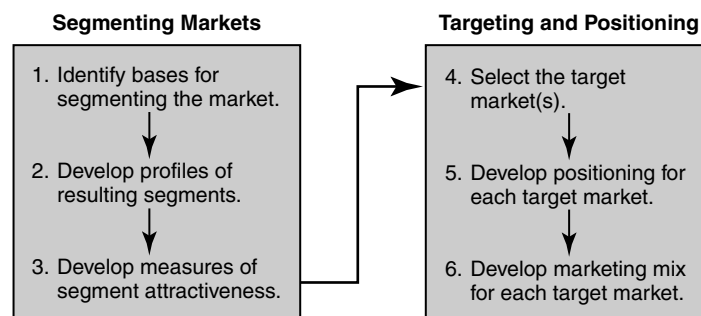 Segmenting Markets
1. Identify bases for
segmenting the market.
2. Develop profiles of
resulting segments.
3. Develop measures of
segment attractiveness.
Targeting and Positioning
4. Select the target
market(s).
5. Develop positioning for
each target market.
6. Develop marketing mix
for each target market.